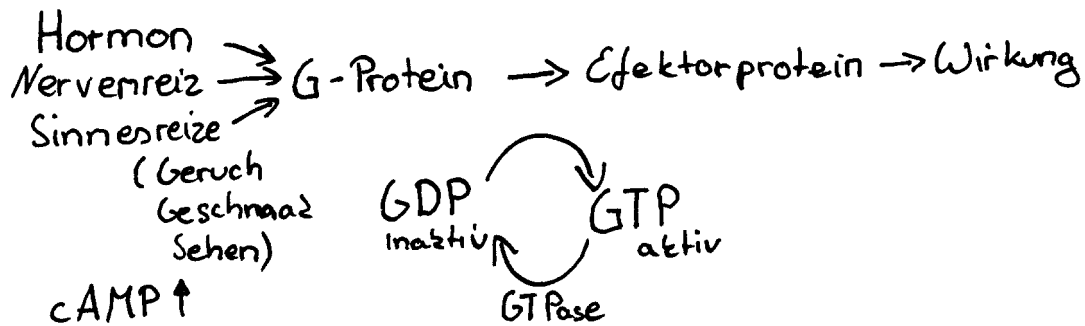 Hormon
Nervenreiz → G-Protein → Efektorprotein → Wirkung
Sinnesreize
(Geruch
Geschmack
Sehen)
GDP
inaktiv
GTP
aktiv
GTPase
cAMP ↑